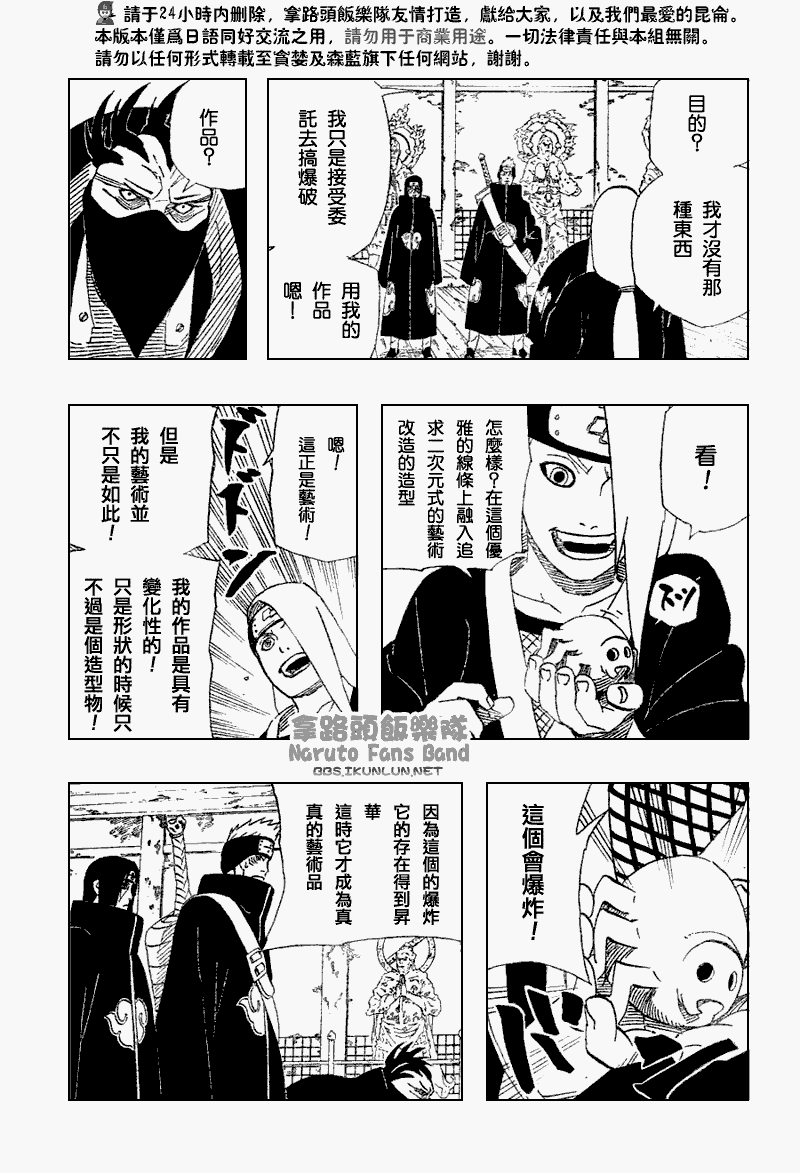 請于24小時內刪除，拿路頭飯樂隊友情打造，獻給大家，以及我們最愛的昆侖。
本版本僅爲日語同好交流之用，請勿用于商業用途。一切法律責任與本組無關。
請勿以任何形式轉載至貪婪及森藍旗下任何網站，謝謝。
目的？
我才沒有那
種東西
我只是接受委
託去搞爆破
用我的
作品
嗯！
作品？
看！
怎麼樣？在這個優
雅的線條上融入追
求二次元式的藝術
改造的造型
嗯！
這正是藝術！
ドドーン
但是
我的藝術並
不只是如此！
我的作品是具有
變化性的！
只是形狀的時候只
不過是個造型物！
拿路頭飯樂隊
Naruto Fans Band
BBS.IKUNLUN.NET
這個會爆炸！
因為這個的爆炸
它的存在得到昇
華
這時它才成為真
真的藝術品